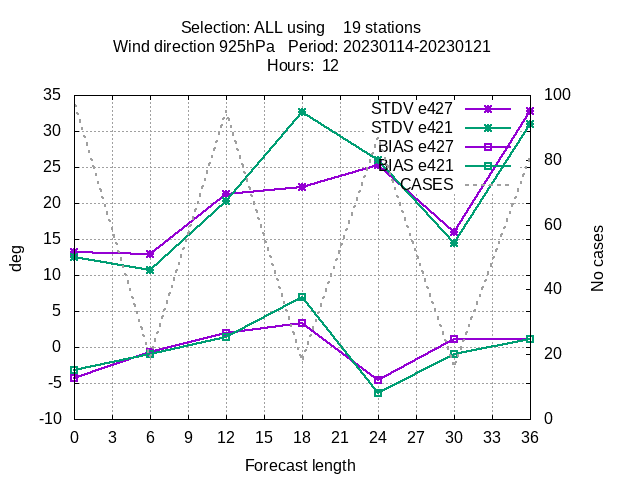 Selection: ALL using    19 stations
Wind direction 925hPa   Period: 20230114-20230121
Hours:  12
35
30
25
20
15
10
5
0
-5
-10
deg
STDV e427
STDV e421
BIAS e427
BIAS e421
CASES
100
80
60
40
20
0
No cases
0 3 6 9 12 15 18 21 24 27 30 33 36
Forecast length